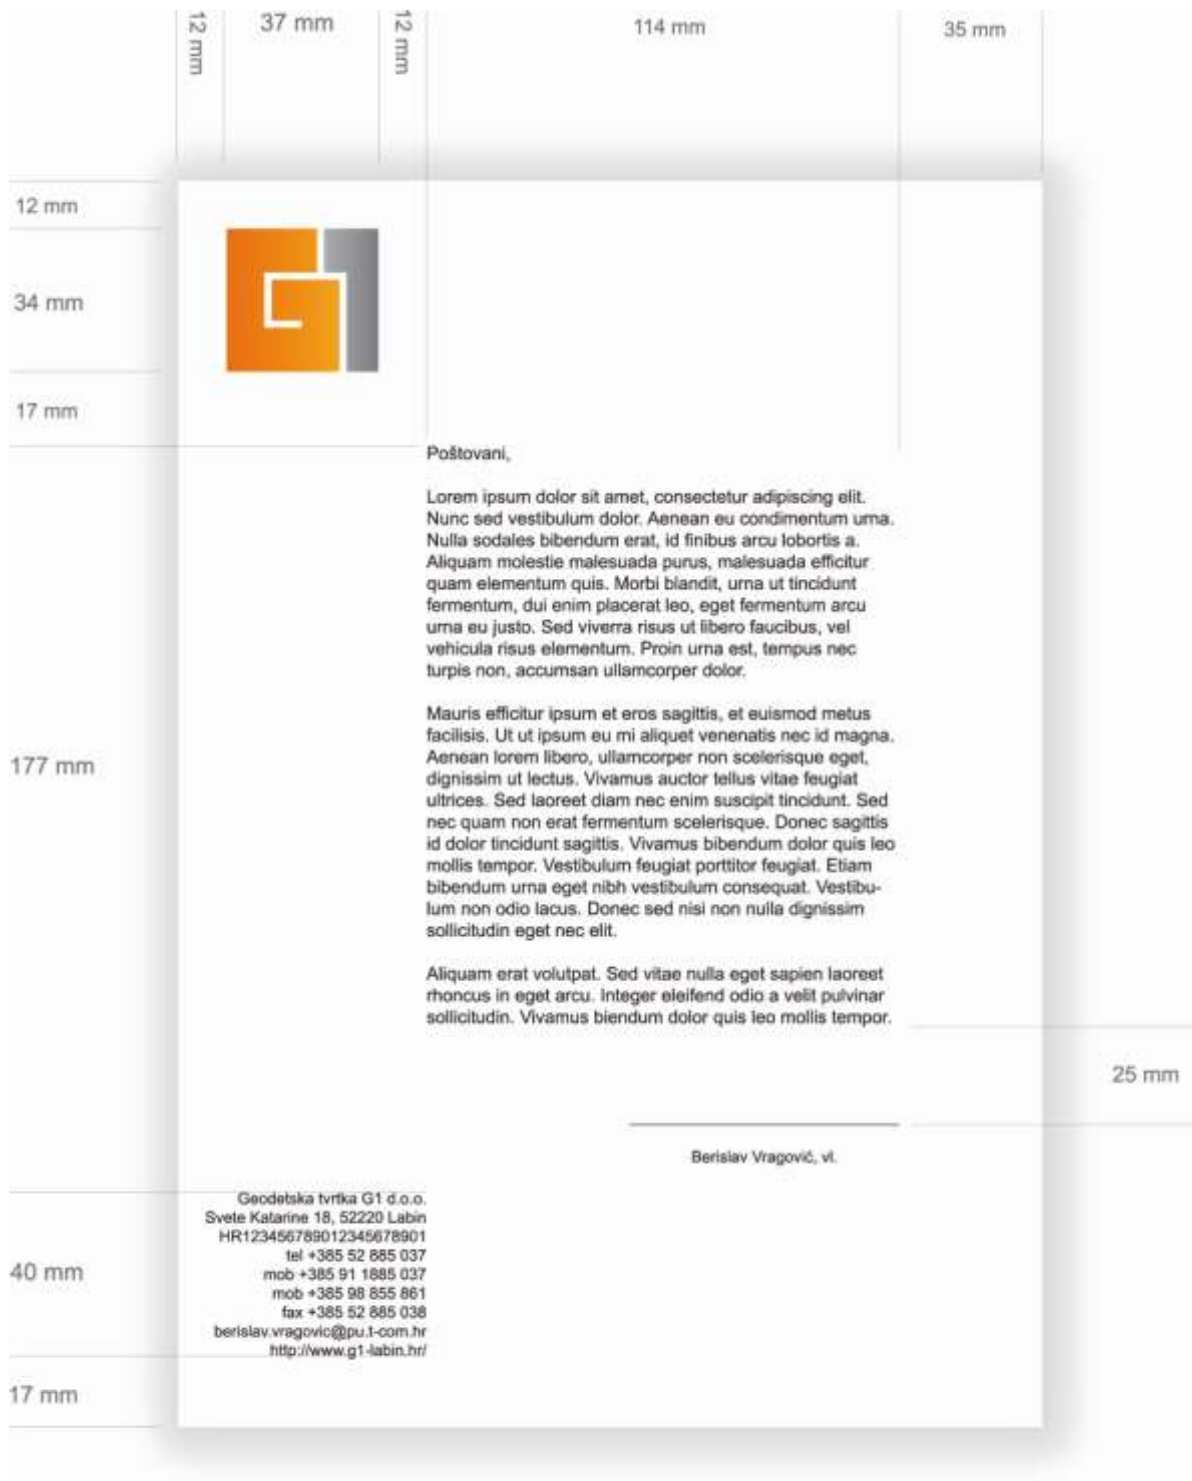 12 mm
37 mm
12 mm
114 mm
35 mm
12 mm
34 mm
17 mm
Poštovani,
Lorem ipsum dolor sit amet, consectetur adipiscing elit.
Nunc sed vestibulum dolor. Aenean eu condimentum urna.
Nulla sodales bibendum erat, id finibus arcu lobortis a.
Aliquam molestie malesuada purus, malesuada efficitur
quam elementum quis. Morbi blandit, urna ut tincidunt
fermentum, dui enim placerat leo, eget fermentum arcu
urna eu justo. Sed viverra risus ut libero faucibus, vel
vehicula risus elementum. Proin urna est, tempus nec
turpis non, accumsan ullamcorper dolor.
Mauris efficitur ipsum et eros sagittis, et euismod metus
facilisis. Ut ut ipsum eu mi aliquet venenatis nec id magna.
Aenean lorem libero, ullamcorper non scelerisque eget,
177 mm
dignissim ut lectus. Vivamus auctor tellus vitae feugiat
ultrices. Sed laoreet diam nec enim suscipit tincidunt. Sed
nec quam non erat fermentum scelerisque. Donec sagittis
id dolor tincidunt sagittis. Vivamus bibendum dolor quis leo
mollis tempor. Vestibulum feugiat porttitor feugiat. Etiam
bibendum urna eget nibh vestibulum consequat. Vestibu-
lum non odio lacus. Donec sed nisi non nulla dignissim
sollicitudin eget nec elit.
Aliquam erat volutpat. Sed vitae nulla eget sapien laoreet
rhoncus in eget arcu. Integer eleifend odio a velit pulvinar
sollicitudin. Vivamus biendum dolor quis leo mollis tempor.
25 mm
Berislav Vragović, vl.
Geodetska tvrtka G1 d.o.o.
Svete Katarine 18, 52220 Labin
HR123456789012345678901
tel +385 52 885 037
mob +385 91 1885 037
40 mm
mob +385 98 855 861
fax +385 52 885 038
berislav.vragovic@pu.t-com.hr
http://www.g1-labin.hr/
17 mm